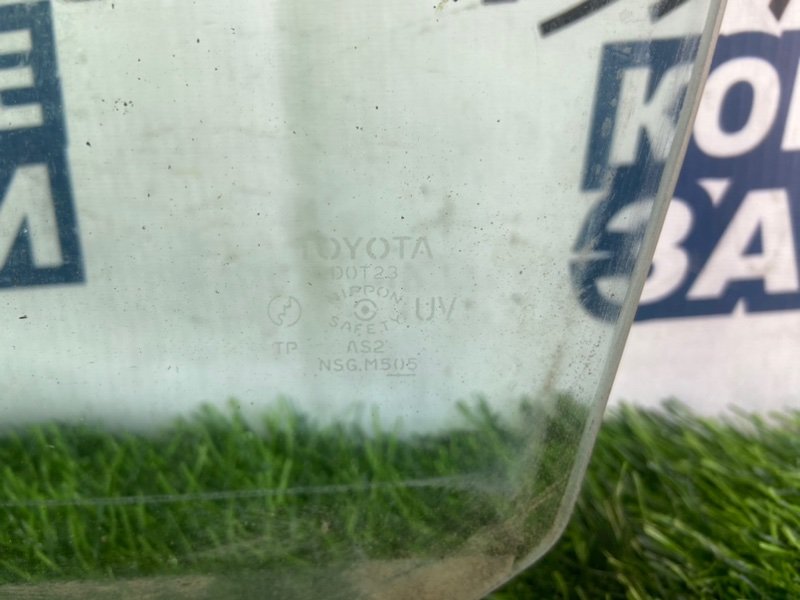 TOYOTA
DOT23
NIPPON
SAFETY
UV
TP
AS2
NSG.M505
КО
ЗА